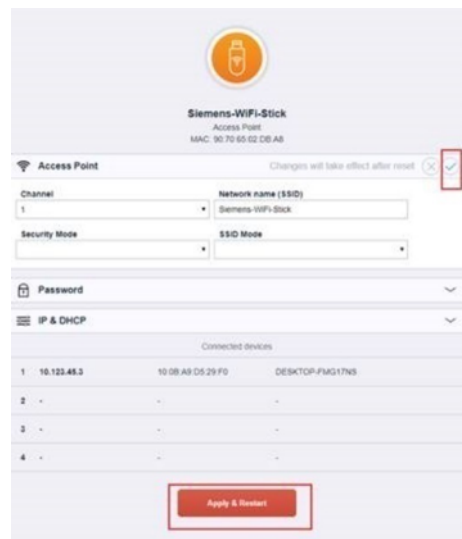 Siemens-WiFi-Stick
Access Point
MAC: 90:70:65:02:DB:A8
Access Point
Changes will take effect after reset
Channel
Network name (SSID)
1
Siemens-WiFi-Stick
Security Mode
SSID Mode
Password
IP & DHCP
Connected devices
1 10.123.45.3 10:0B:A9:D5:29:F0 DESKTOP-FMG17NS
2 - - -
3 - - -
4 - - -
Apply & Restart